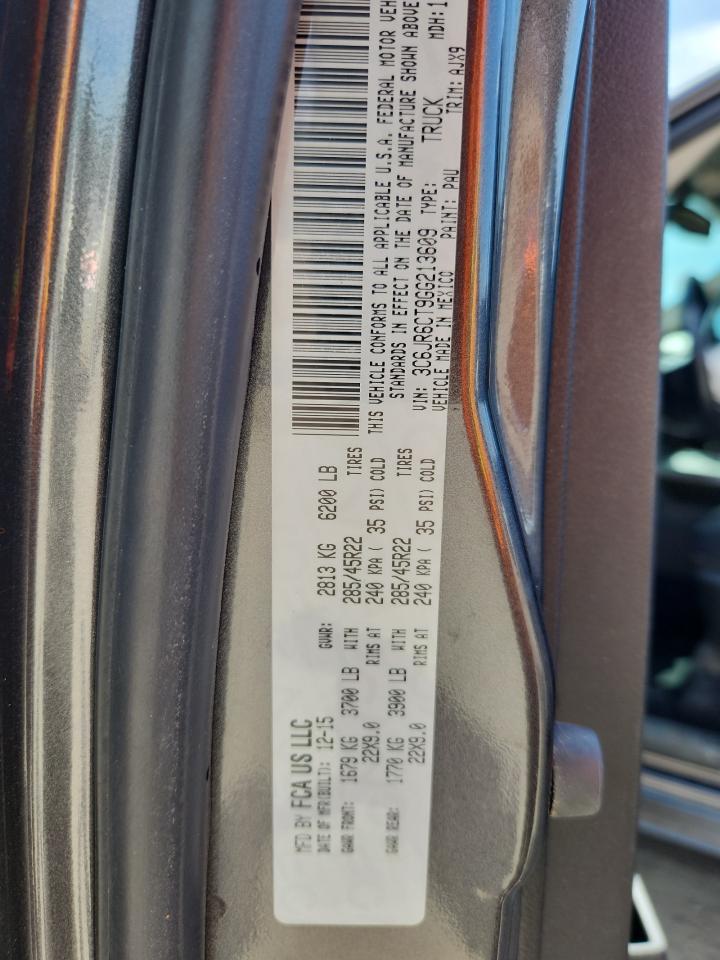 MFD BY FCA US LLC
DATE OF MFR(BUILT): 12-15 GVWR: 2813 KG 6200 LB
GAWR FRONT: 1679 KG 3700 LB WITH 285/45R22 TIRES
22X9.0 RIMS AT 240 KPA ( 35 PSI) COLD
GAWR REAR: 1770 KG 3900 LB WITH 285/45R22 TIRES
22X9.0 RIMS AT 240 KPA ( 35 PSI) COLD
THIS VEHICLE CONFORMS TO ALL APPLICABLE U.S.A. FEDERAL MOTOR VEH
STANDARDS IN EFFECT ON THE DATE OF MANUFACTURE SHOWN ABOVE
VIN: 3C6JR6CT9GG213609 TYPE: TRUCK MDH:1
VEHICLE MADE IN MEXICO PAINT: PAU TRIM: AJX9